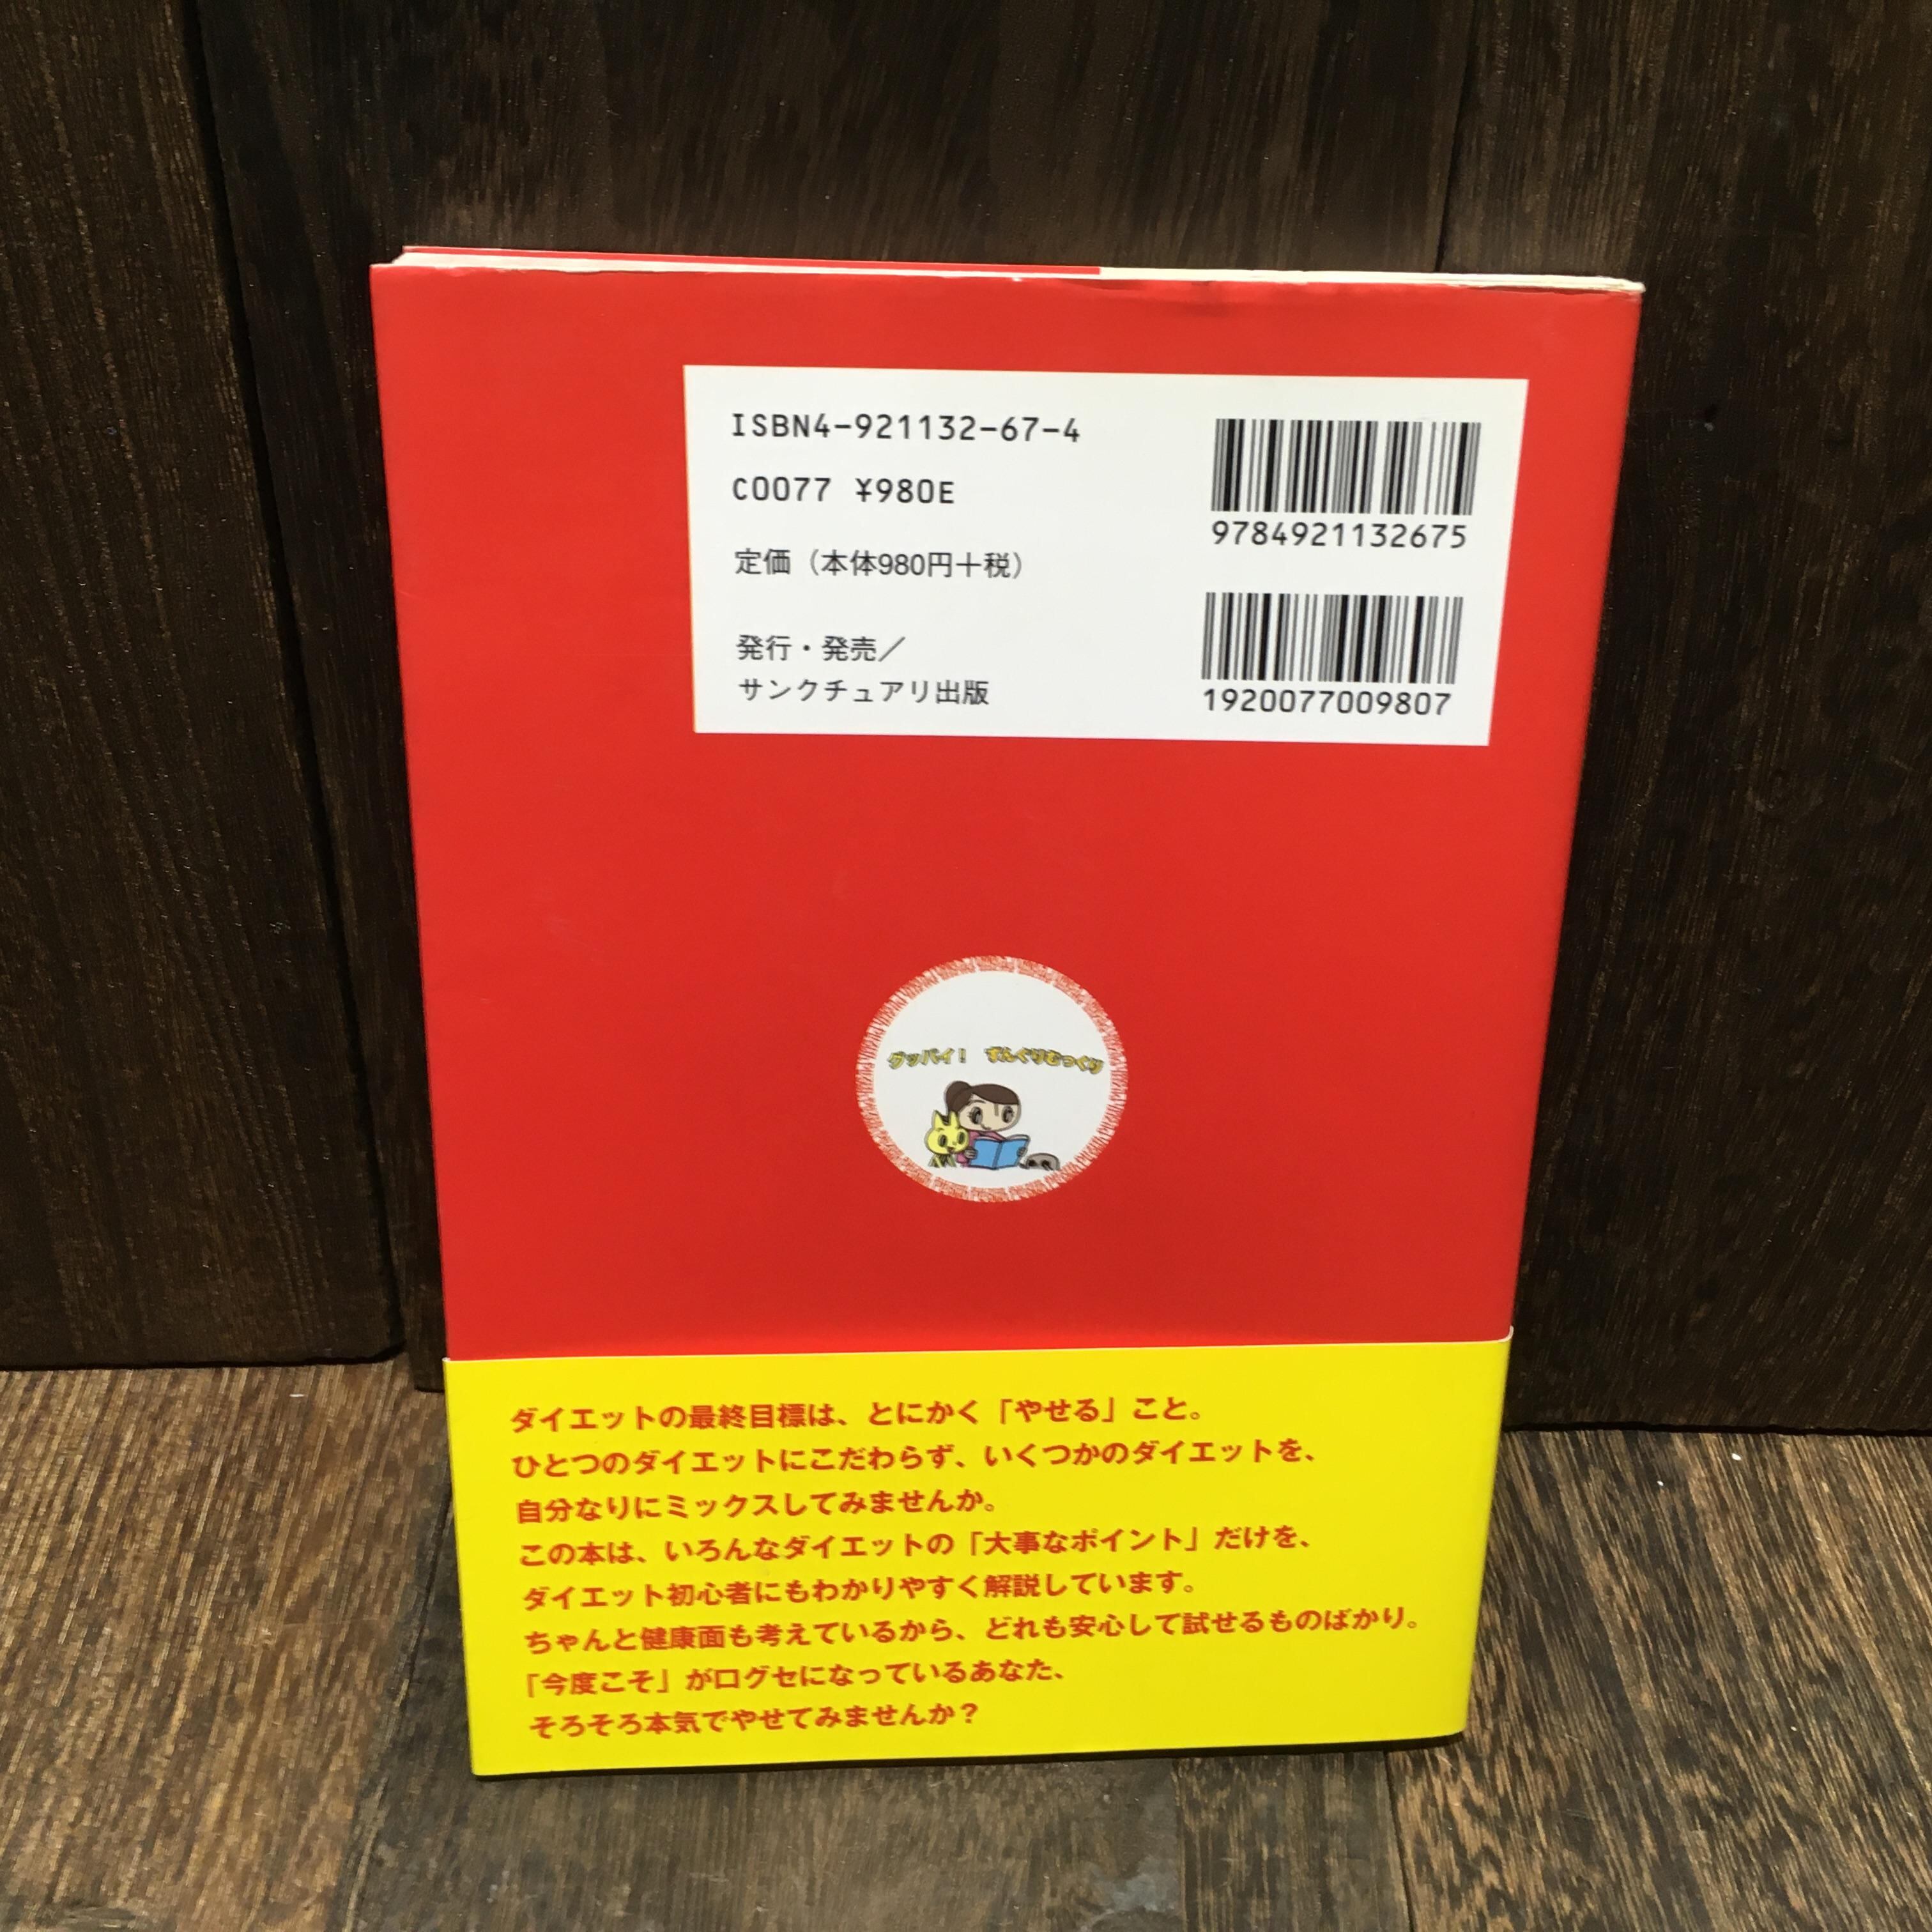 ISBN4-921132-67-4
C0077 ¥980E
定価（本体980円＋税）
発行・発売／
サンクチュアリ出版
9784921132675
1920077009807
グッバイ！　ずんぐりむっくり
ダイエットの最終目標は、とにかく「やせる」こと。
ひとつのダイエットにこだわらず、いくつかのダイエットを、
自分なりにミックスしてみませんか。
この本は、いろんなダイエットの「大事なポイント」だけを、
ダイエット初心者にもわかりやすく解説しています。
ちゃんと健康面も考えているから、どれも安心して試せるものばかり。
「今度こそ」が口グセになっているあなた、
そろそろ本気でやせてみませんか？